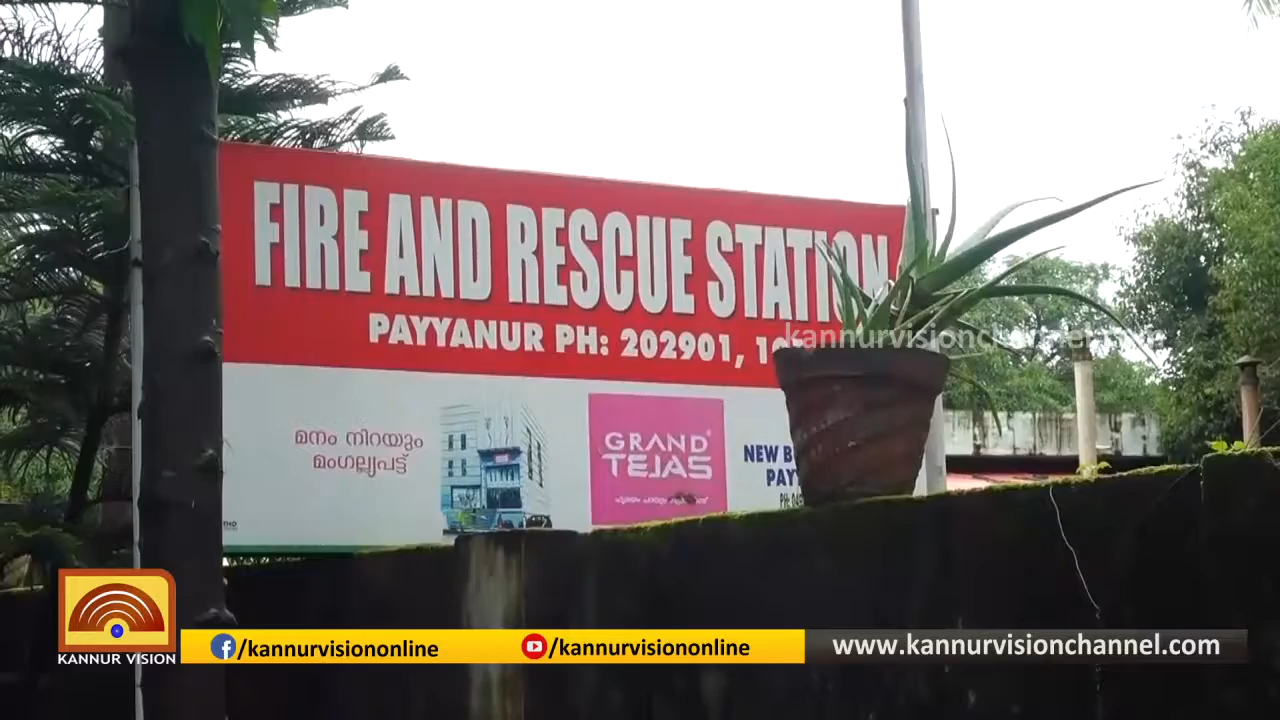 FIRE AND RESCUE STATION
PAYYANUR PH: 202901,
മനം നിറയും
മംഗല്യപട്ട്
GRAND
TEJAS
NEW
kannurvisionchannel.com
KANNUR VISION
/kannurvisiononline
/kannurvisiononline
www.kannurvisionchannel.com